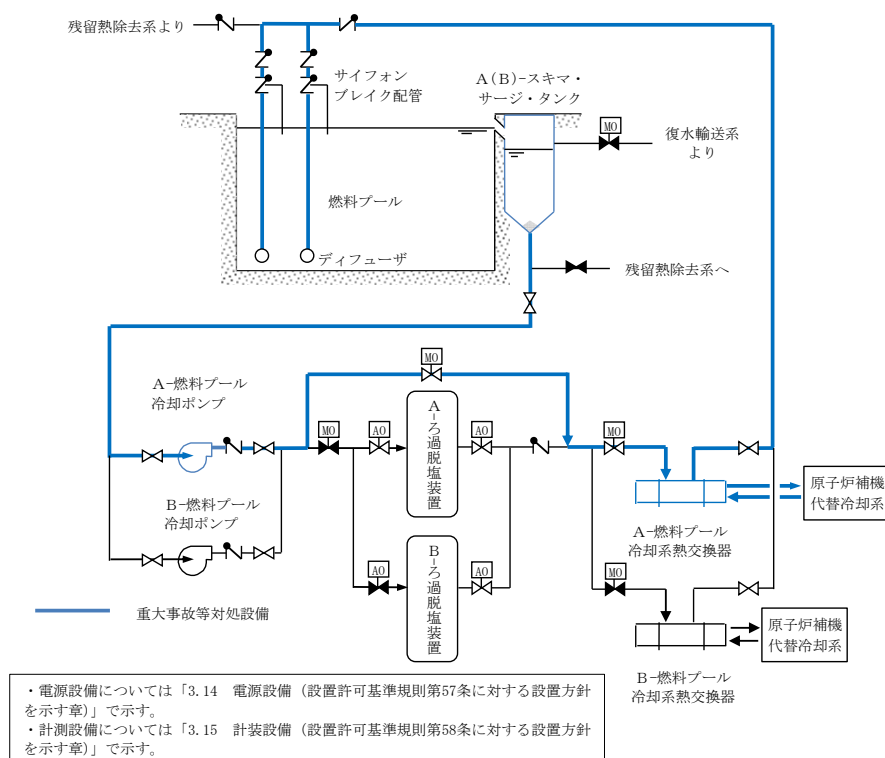 残留熱除去系より
サイフォン
ブレイク配管
A(B)-スキマ・
サージ・タンク
MO
復水輸送系
より
燃料プール
ディフューザ
残留熱除去系へ
MO
A-燃料プール
冷却ポンプ
MO
AO
A-ろ過脱塩装置
AO
MO
原子炉補機
代替冷却系
B-燃料プール
冷却ポンプ
A-燃料プール
冷却系熱交換器
AO
B-ろ過脱塩装置
AO
MO
重大事故等対処設備
原子炉補機
代替冷却系
B-燃料プール
冷却系熱交換器
・電源設備については「3.14 電源設備(設置許可基準規則第57条に対する設置方針
を示す章)」で示す。
・計測設備については「3.15 計装設備(設置許可基準規則第58条に対する設置方針
を示す章)」で示す。